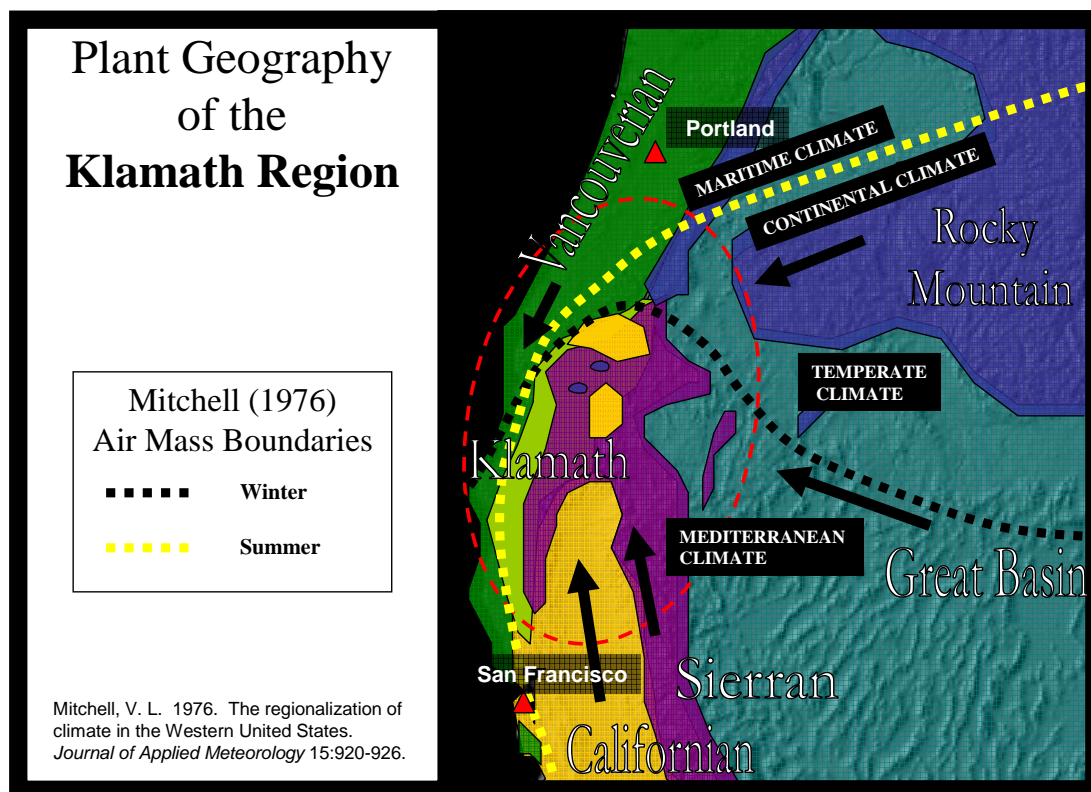 Plant Geography
of the
Klamath Region
Mitchell (1976)
Air Mass Boundaries
Winter
Summer
Mitchell, V. L. 1976. The regionalization of
climate in the Western United States.
Journal of Applied Meteorology 15:920-926.
Vancouverian
Portland
MARITIME CLIMATE
CONTINENTAL CLIMATE
Rocky
Mountain
TEMPERATE
CLIMATE
Klamath
MEDITERRANEAN
CLIMATE
Great Basin
San Francisco
Sierran
Californian